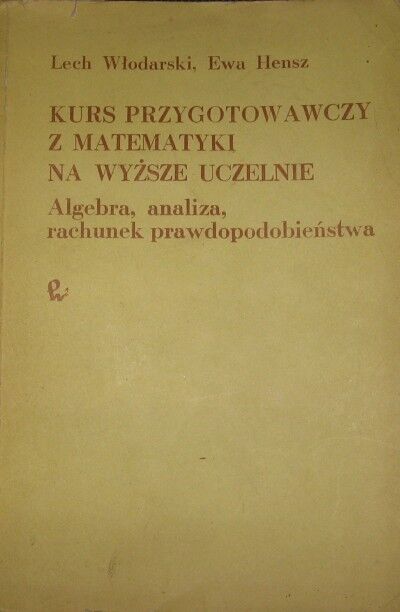 Lech Włodarski, Ewa Hensz
KURS PRZYGOTOWAWCZY
Z MATEMATYKI
NA WYŻSZE UCZELNIE
Algebra, analiza,
rachunek prawdopodobieństwa